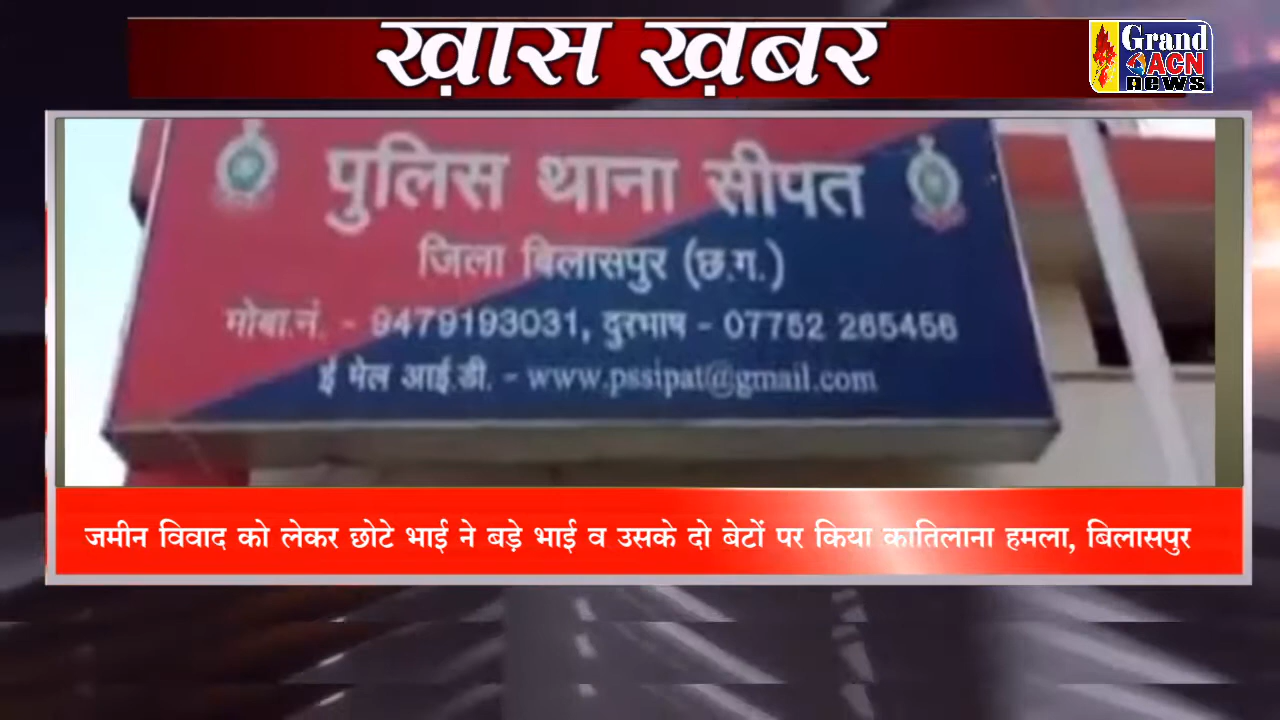 ख़ास ख़बर
Grand
ACN
news
पुलिस थाना सीपत
जिला बिलासपुर (छ.ग.)
मोबा.नं. - 9479193031, दुरभाष - 07752 265456
ई मेल आई.डी. - www.pssipat@gmail.com
जमीन विवाद को लेकर छोटे भाई ने बड़े भाई व उसके दो बेटों पर किया कातिलाना हमला, बिलासपुर